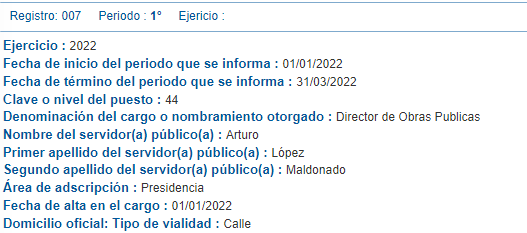 Registro: 007 Periodo : 1° Ejericio :
Ejercicio : 2022
Fecha de inicio del periodo que se informa : 01/01/2022
Fecha de término del periodo que se informa : 31/03/2022
Clave o nivel del puesto : 44
Denominación del cargo o nombramiento otorgado : Director de Obras Publicas
Nombre del servidor(a) público(a) : Arturo
Primer apellido del servidor(a) público(a) : López
Segundo apellido del servidor(a) público(a) : Maldonado
Área de adscripción : Presidencia
Fecha de alta en el cargo : 01/01/2022
Domicilio oficial: Tipo de vialidad : Calle